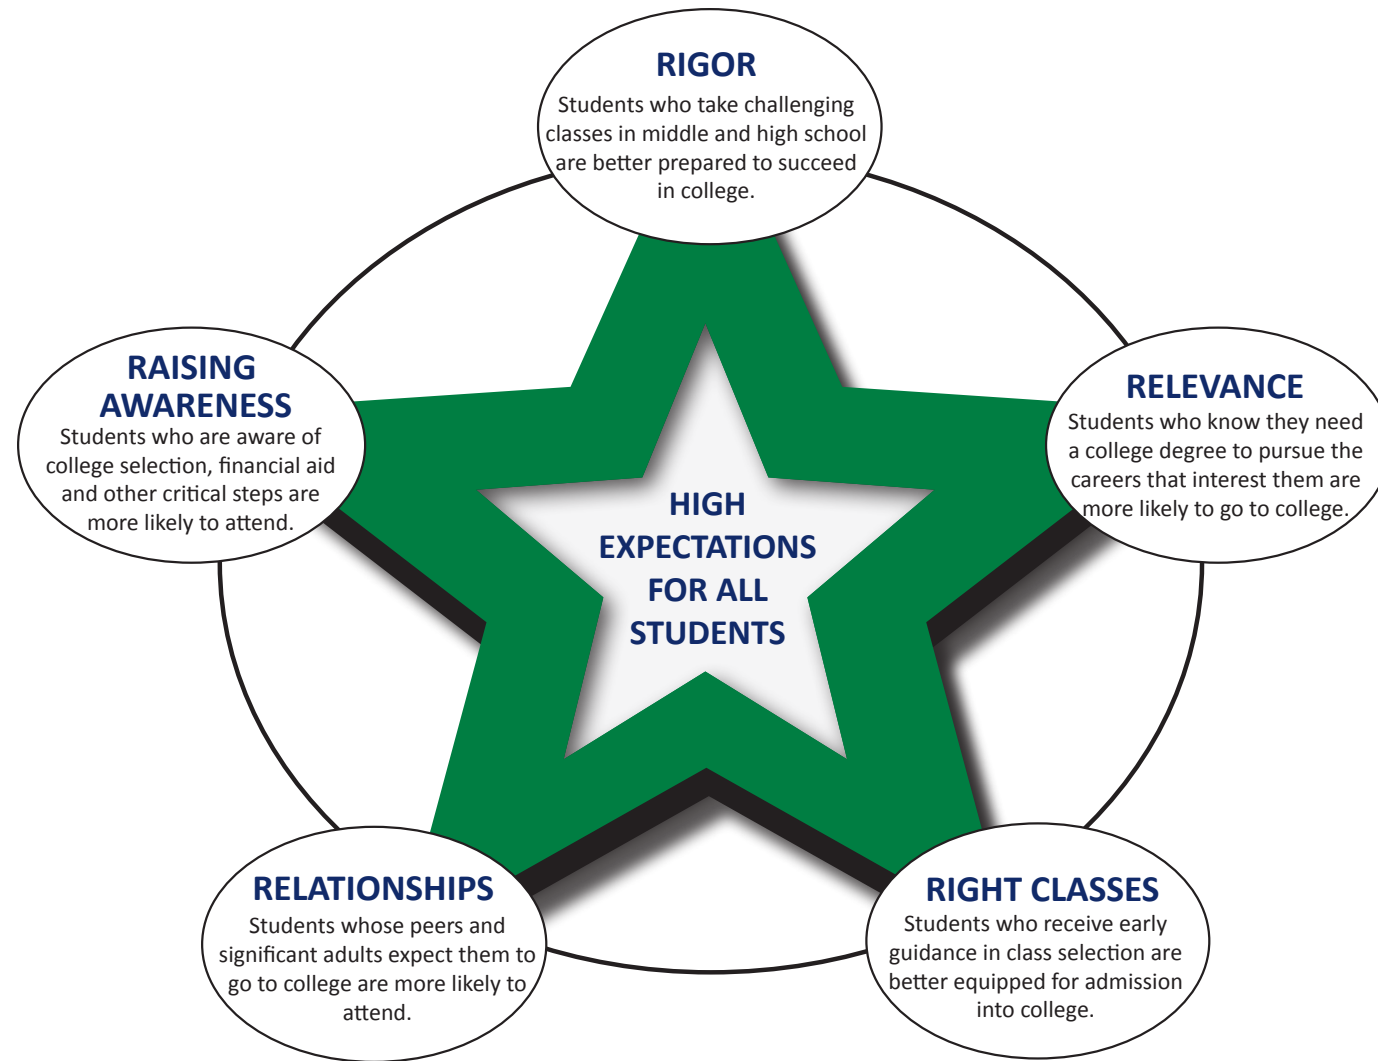 RIGOR
Students who take challenging
classes in middle and high school
are better prepared to succeed
in college.
RAISING
AWARENESS
Students who are aware of
college selection, financial aid
and other critical steps are
more likely to attend.
RELEVANCE
Students who know they need
a college degree to pursue the
careers that interest them are
more likely to go to college.
HIGH
EXPECTATIONS
FOR ALL
STUDENTS
RELATIONSHIPS
Students whose peers and
significant adults expect them to
go to college are more likely to
attend.
RIGHT CLASSES
Students who receive early
guidance in class selection are
better equipped for admission
into college.